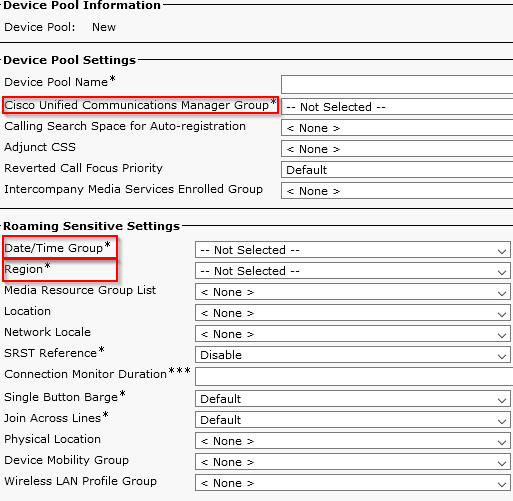 Device Pool Information
Device Pool: New
Device Pool Settings
Device Pool Name*
Cisco Unified Communications Manager Group* -- Not Selected --
Calling Search Space for Auto-registration < None >
Adjunct CSS < None >
Reverted Call Focus Priority Default
Intercompany Media Services Enrolled Group < None >
Roaming Sensitive Settings
Date/Time Group* -- Not Selected --
Region* -- Not Selected --
Media Resource Group List < None >
Location < None >
Network Locale < None >
SRST Reference* Disable
Connection Monitor Duration***
Single Button Barge* Default
Join Across Lines* Default
Physical Location < None >
Device Mobility Group < None >
Wireless LAN Profile Group < None >